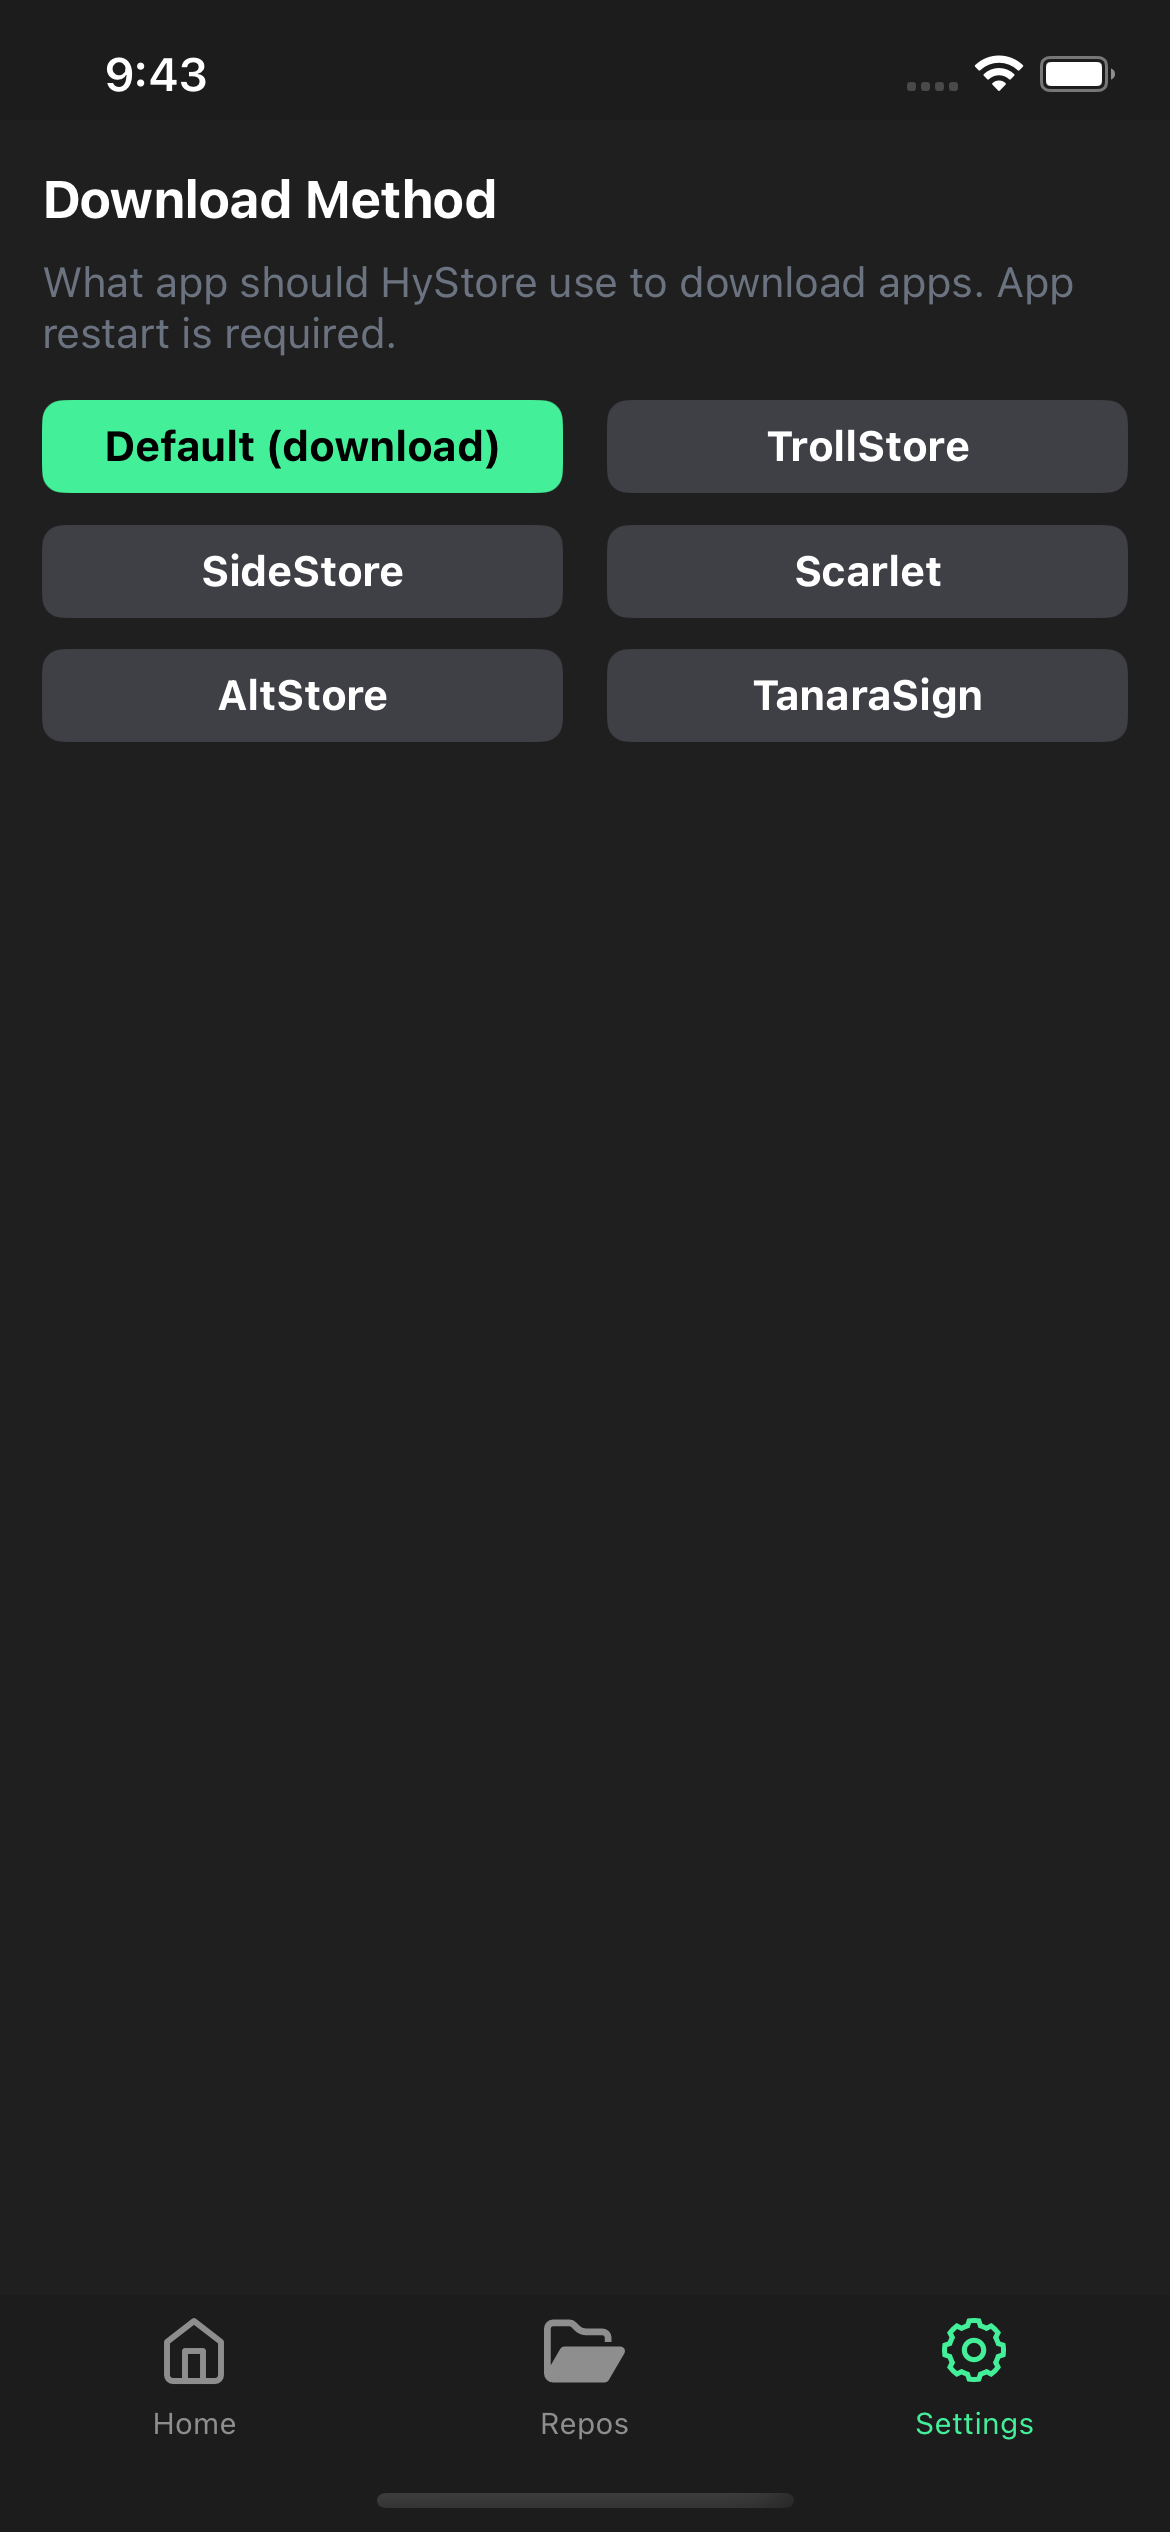 9:43
Download Method
What app should HyStore use to download apps. App
restart is required.
Default (download)
TrollStore
SideStore
Scarlet
AltStore
TanaraSign
Home
Repos
Settings